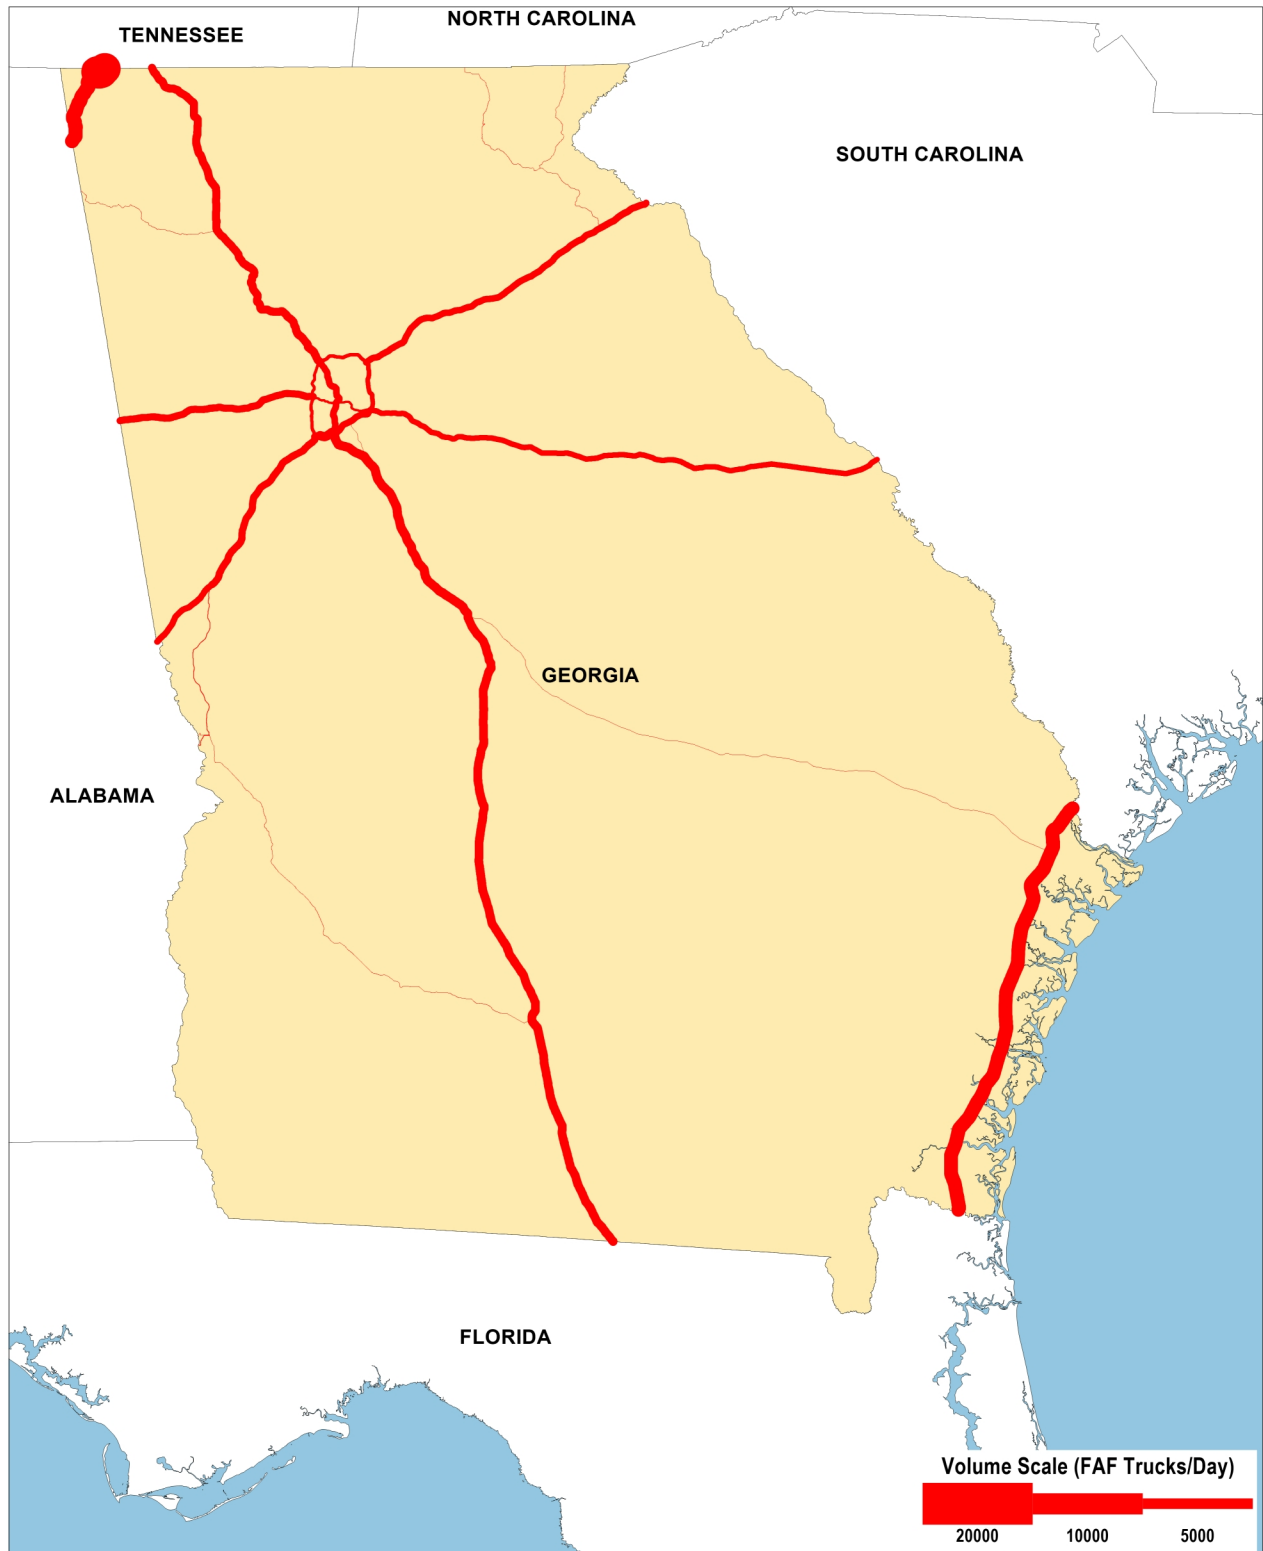 NORTH CAROLINA
TENNESSEE
SOUTH CAROLINA
GEORGIA
ALABAMA
FLORIDA
Volume Scale (FAF Trucks/Day)
20000 10000 5000